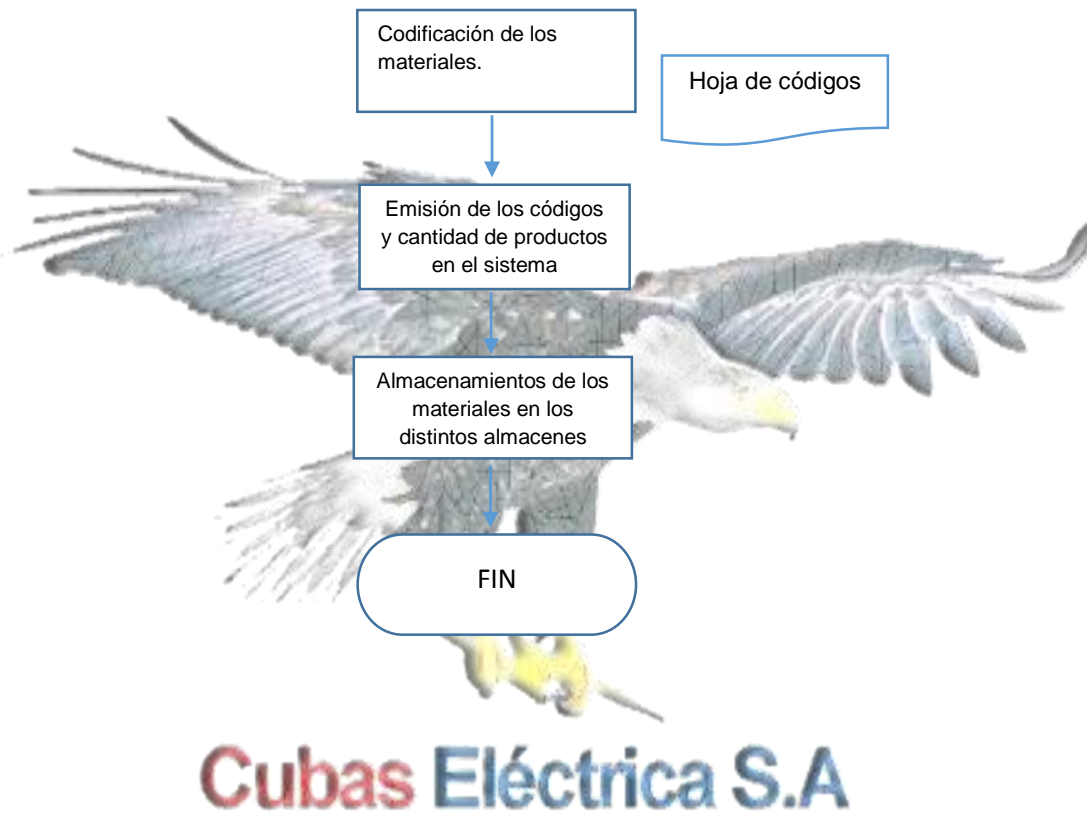 Codificación de los
materiales.
Hoja de códigos
Emisión de los códigos
y cantidad de productos
en el sistema
Almacenamientos de los
materiales en los
distintos almacenes
FIN
Cubas Eléctrica S.A